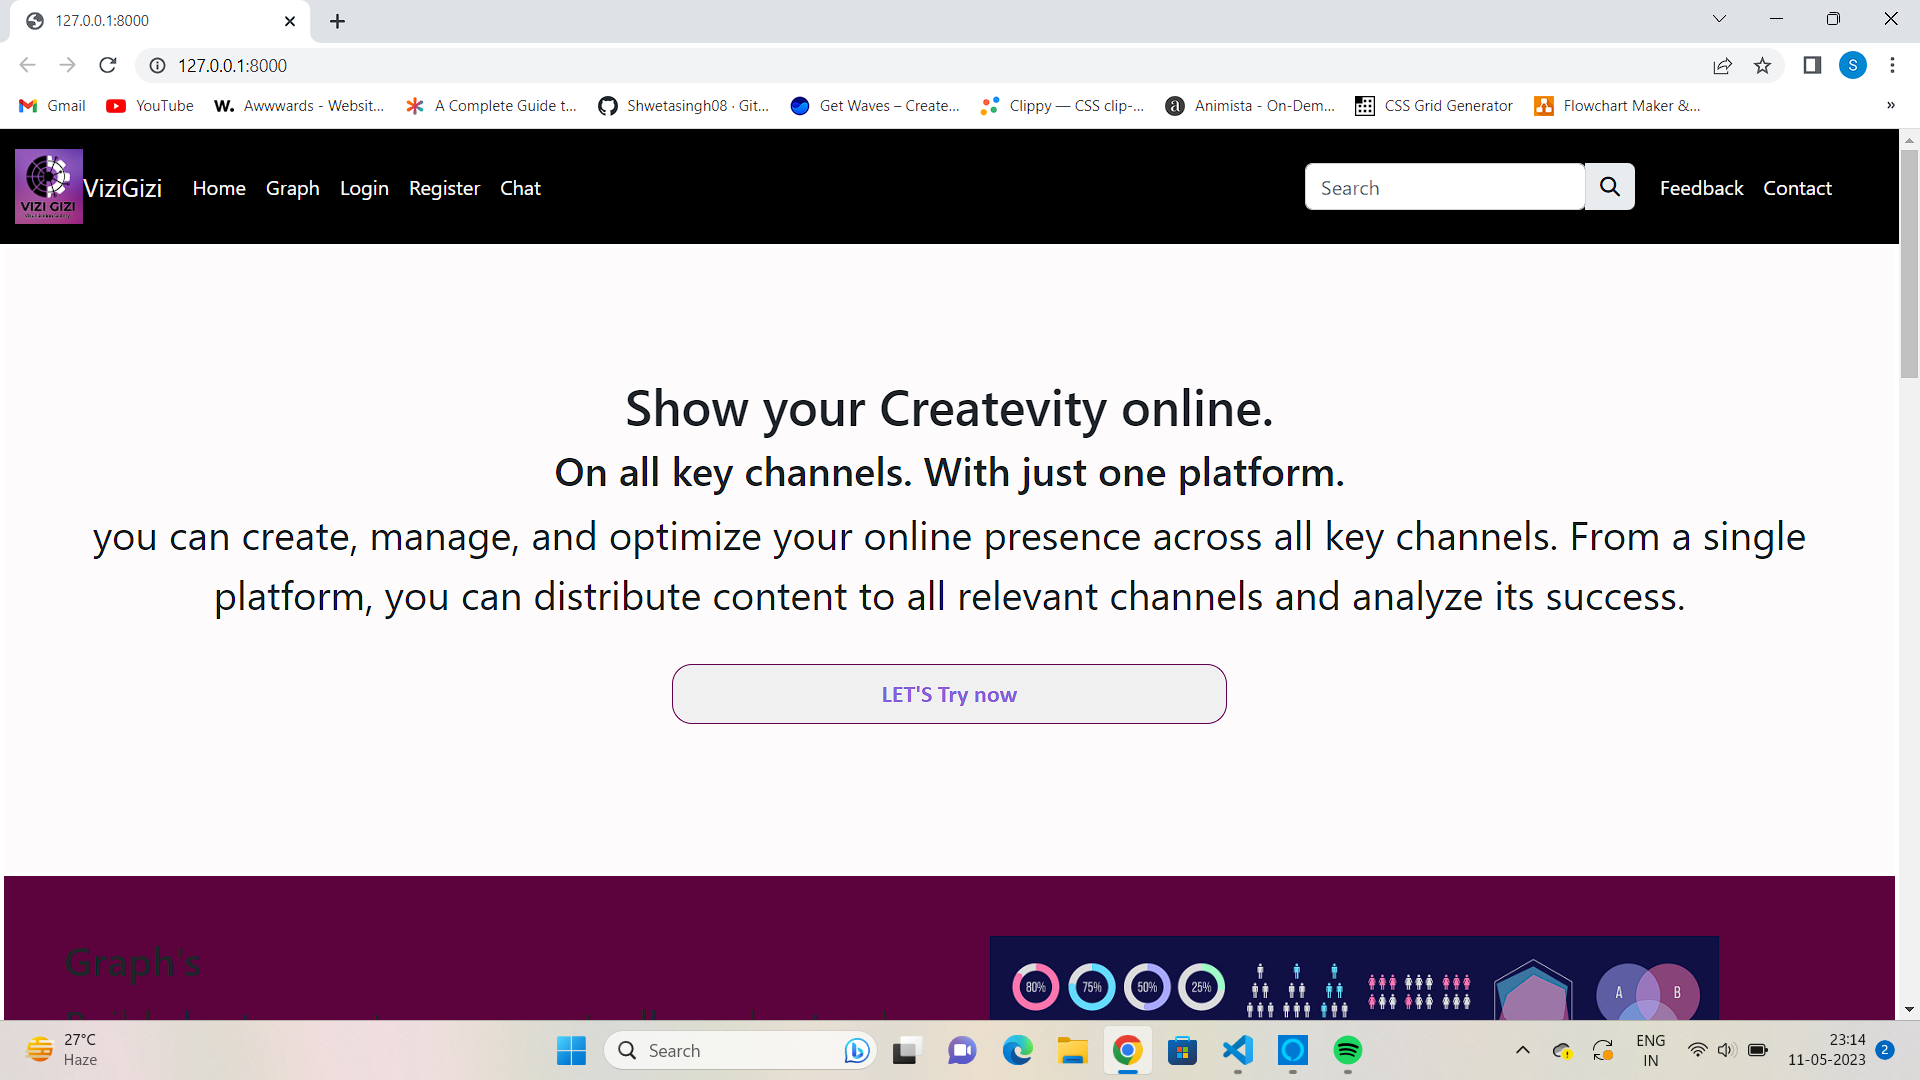 127.0.0.1:8000
127.0.0.1:8000
S
Gmail
YouTube
W. Awwwards - Websit...
A Complete Guide t...
Shwetasingh08 · Git...
Get Waves – Create...
Clippy — CSS clip-...
a Animista - On-Dem...
CSS Grid Generator
Flowchart Maker &...
»
VIZI GIZI
ViziGizi
Home
Graph
Login
Register
Chat
Search
Feedback
Contact
Show your Createvity online.
On all key channels. With just one platform.
you can create, manage, and optimize your online presence across all key channels. From a single
platform, you can distribute content to all relevant channels and analyze its success.
LET'S Try now
Graph's
80%
75%
50%
25%
A
B
27°C
Haze
Search
ENG
IN
23:14
11-05-2023
2